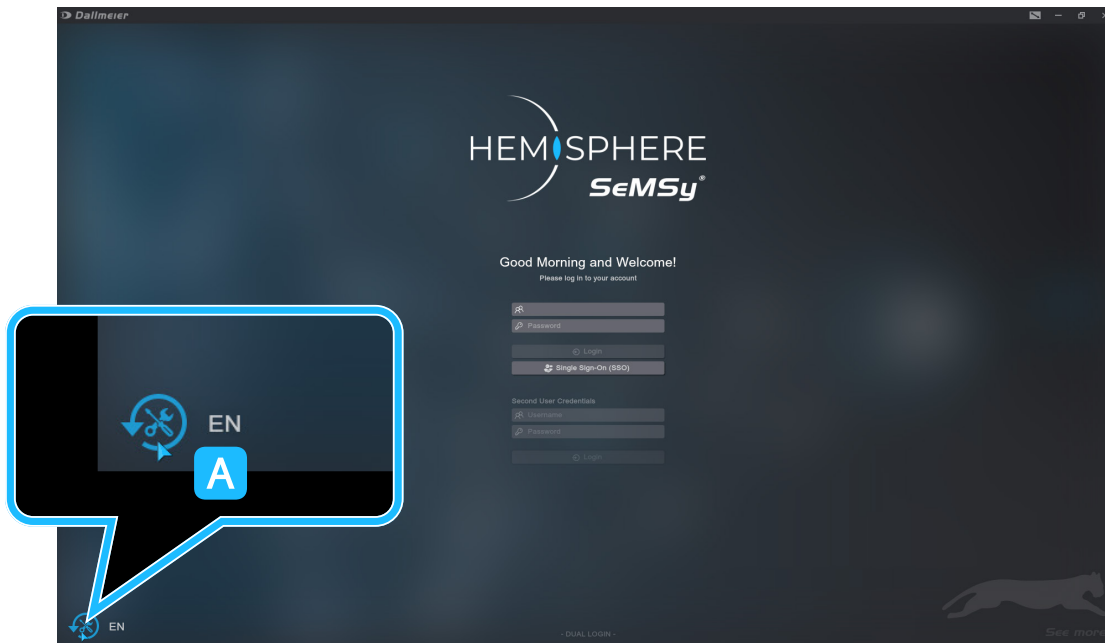 Dallmeier
HEMISPHERE
SeMSy®
Good Morning and Welcome!
Please log in to your account
Password
Login
Single Sign-On (SSO)
Second User Credentials
Username
Password
Login
EN
A
EN
- DUAL LOGIN -
See more